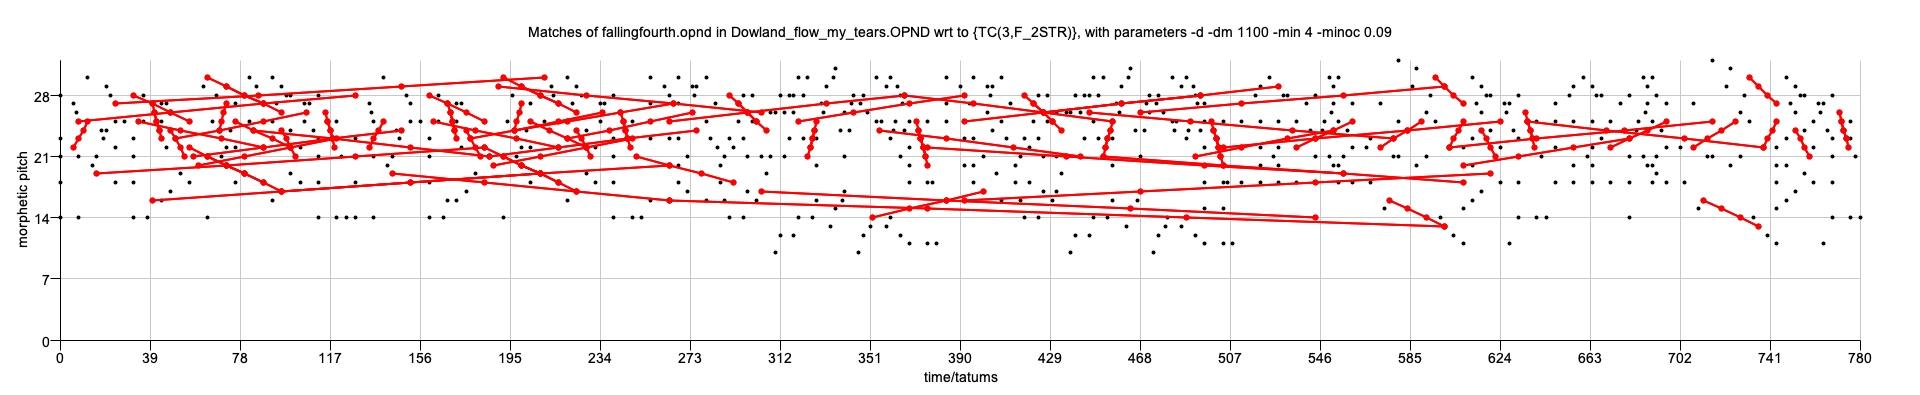 Matches of fallingfourth.opnd in Dowland_flow_my_tears.OPND wrt to {TC(3,F_2STR)}, with parameters -d -dm 1100 -min 4 -minoc 0.09
morphetic pitch
28
21
14
7
0
0 39 78 117 156 195 234 273 312 351 390 429 468 507 546 585 624 663 702 741 780
time/tatums